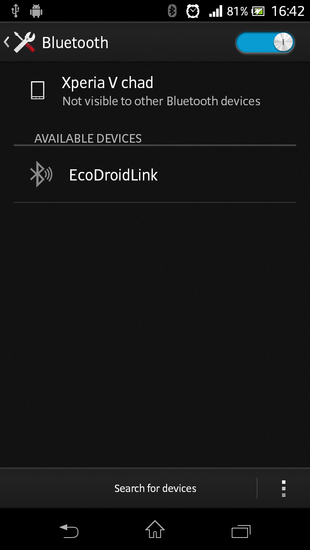 81% 16:42
Bluetooth
Xperia V chad
Not visible to other Bluetooth devices
AVAILABLE DEVICES
EcoDroidLink
Search for devices